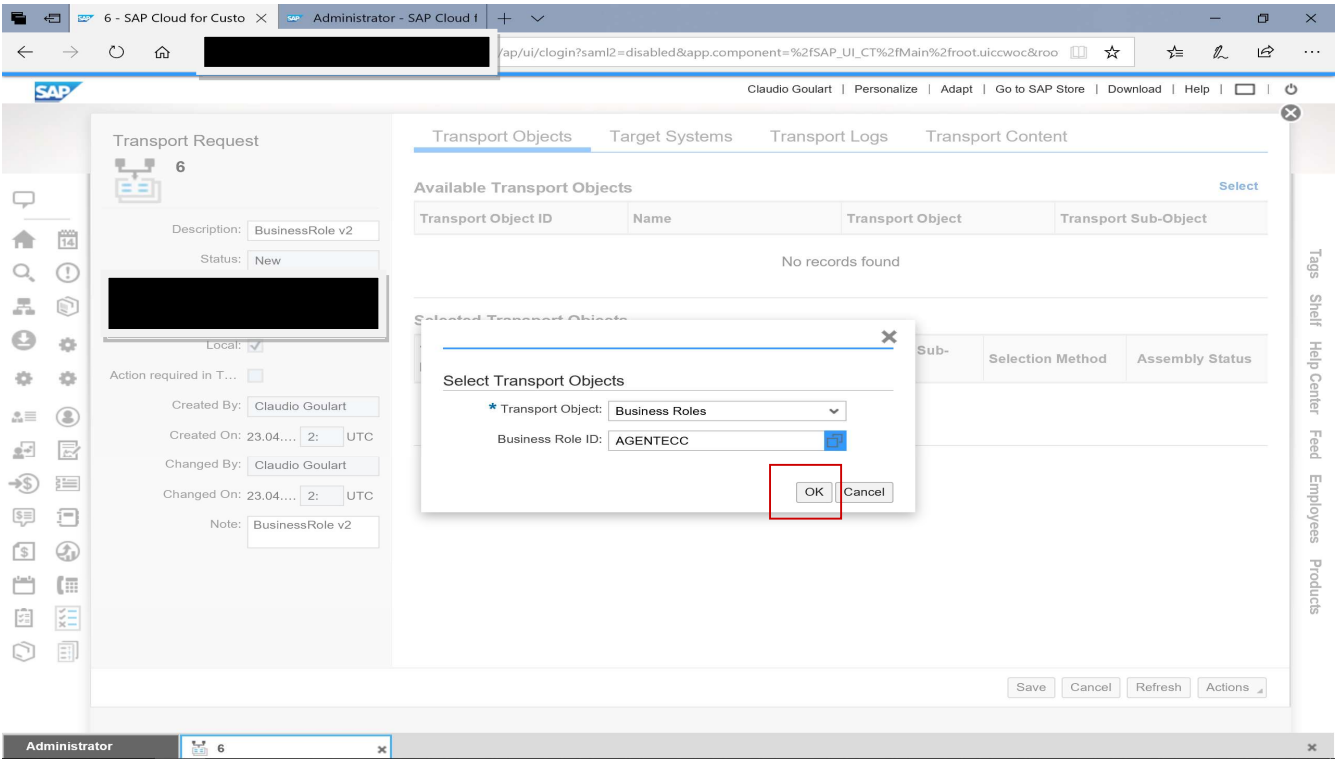 6 - SAP Cloud for Custo
SAP Administrator - SAP Cloud f
/ap/ui/clogin?saml2=disabled&app.component=%2fSAP_UI_CT%2fMain%2froot.uiccwoc&roo
SAP
Claudio Goulart | Personalize | Adapt | Go to SAP Store | Download | Help |
Transport Request
6
Description: BusinessRole v2
Status: New
Local:
Action required in T...
Created By: Claudio Goulart
Created On: 23.04.... 2: UTC
Changed By: Claudio Goulart
Changed On: 23.04.... 2: UTC
Note: BusinessRole v2
Transport Objects Target Systems Transport Logs Transport Content
Available Transport Objects Select
Transport Object ID Name Transport Object Transport Sub-Object
No records found
Selected Transport Objects
Sub-
Selection Method Assembly Status
Select Transport Objects
* Transport Object: Business Roles
Business Role ID: AGENTECC
OK Cancel
Save Cancel Refresh Actions
14
Tags
Shelf
Help Center
Feed
Employees
Products
Administrator 6